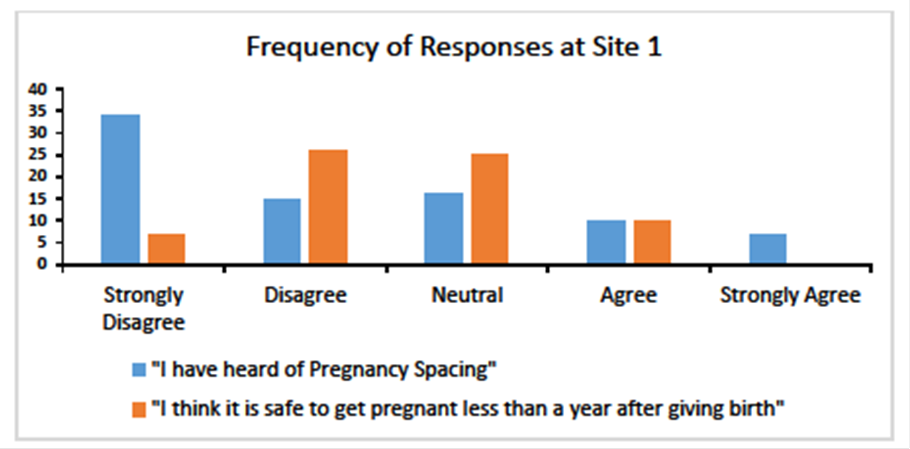 Frequency of Responses at Site 1
40
35
30
25
20
15
10
5
0
Strongly
Disagree
Disagree
Neutral
Agree
Strongly Agree
"I have heard of Pregnancy Spacing"
"I think it is safe to get pregnant less than a year after giving birth"